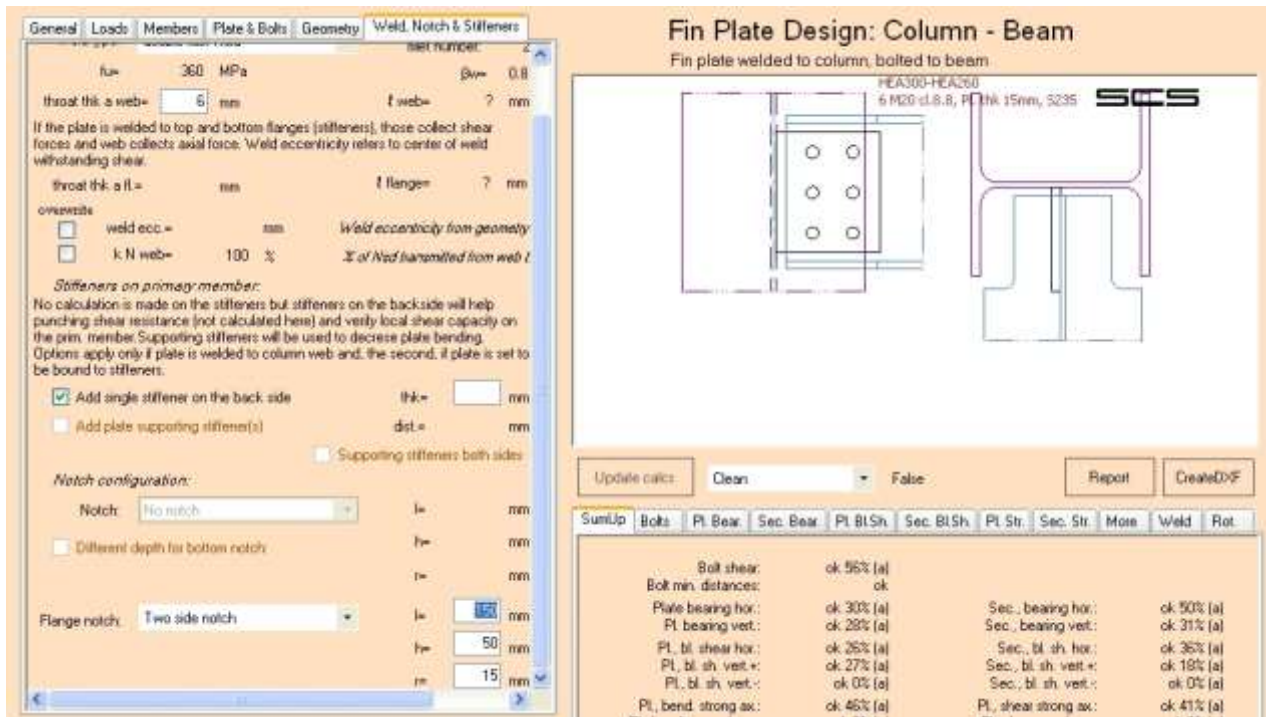 General Loads Members Plate & Bolts Geometry Weld, Notch & Stiffeners
fillet number: 2
fu= 360 MPa βw= 0.8
throat thk. a web= 6 mm ℓ web= ? mm
If the plate is welded to top and bottom flanges (stiffeners), those collect shear
forces and web collects axial force. Weld eccentricity refers to center of weld
withstanding shear.
throat thk. a fl.= mm ℓ flange= ? mm
overwrite
weld ecc.= mm Weld eccentricity from geometry
k N web= 100 % % of Nsd transmitted from web (
Stiffeners on primary member:
No calculation is made on the stiffeners but stiffeners on the backside will help
punching shear resistance (not calculated here) and verify local shear capacity on
the prim. member.Supporting stiffeners will be used to decrese plate bending.
Options apply only if plate is welded to column web and, the second, if plate is set to
be bound to stiffeners.
Add single stiffener on the back side thk= mm
Add plate supporting stiffener(s) dist.= mm
Supporting stiffeners both sides
Notch configuration:
Notch: No notch l= mm
Different depth for bottom notch h= mm
r= mm
Flange notch: Two side notch l= 150 mm
h= 50 mm
r= 15 mm
Fin Plate Design: Column - Beam
Fin plate welded to column, bolted to beam
HEA300-HEA260
6 M20 cl.8.8, Pl. thk 15mm, S235
SCS
Update calcs Clean False Report CreateDXF
SumUp Bolts Pl. Bear. Sec. Bear. Pl. Bl.Sh. Sec. Bl.Sh. Pl. Str. Sec. Str. More Weld Rot.
Bolt shear: ok 56% (a)
Bolt min. distances: ok
Plate bearing hor.: ok 30% (a) Sec., bearing hor.: ok 50% (a)
Pl. bearing vert.: ok 28% (a) Sec., bearing vert.: ok 31% (a)
Pl., bl. shear hor.: ok 26% (a) Sec., bl. sh. hor.: ok 36% (a)
Pl., bl. sh. vert.+: ok 27% (a) Sec., bl. sh. vert.+: ok 18% (a)
Pl., bl. sh. vert.-: ok 0% (a) Sec., bl. sh. vert.-: ok 0% (a)
Pl., bend. strong ax.: ok 46% (a) Pl., shear strong ax.: ok 41% (a)